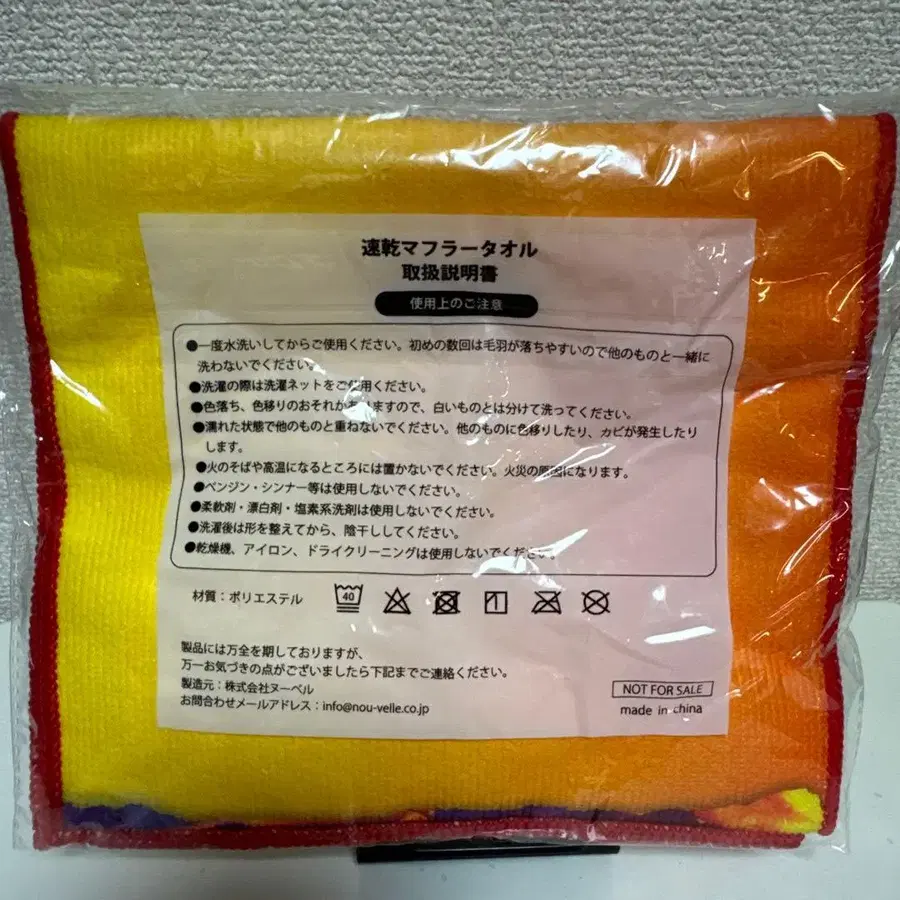 速乾マフラータオル
取扱説明書
使用上のご注意
●一度水洗いしてからご使用ください。初めの数回は毛羽が落ちやすいので他のものと一緒に
洗わないでください。
●洗濯の際は洗濯ネットをご使用ください。
●色落ち、色移りのおそれがありますので、白いものとは分けて洗ってください。
●濡れた状態で他のものと重ねないでください。他のものに色移りしたり、カビが発生したり
します。
●火のそばや高温になるところには置かないでください。火災の原因になります。
●ベンジン・シンナー等は使用しないでください。
●柔軟剤・漂白剤・塩素系洗剤は使用しないでください。
●洗濯後は形を整えてから、陰干ししてください。
●乾燥機、アイロン、ドライクリーニングは使用しないでください。
材質：ポリエステル
40
製品には万全を期しておりますが、
万一お気づきの点がございましたら下記までご連絡ください。
製造元：株式会社ヌーベル
お問合わせメールアドレス：info@nou-velle.co.jp
NOT FOR SALE
made in china